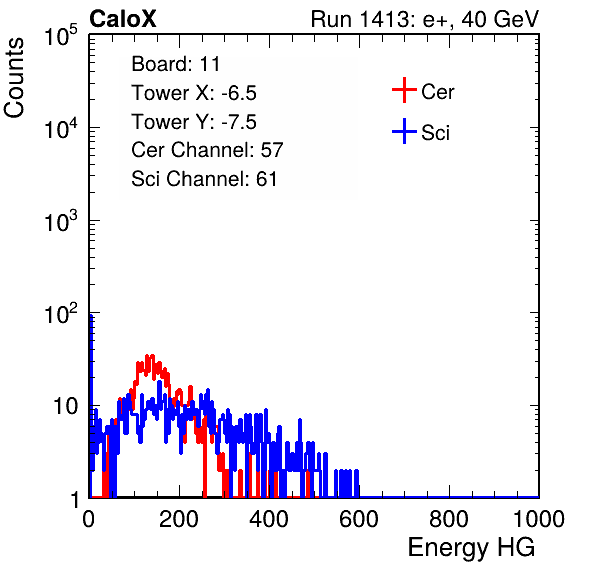 CaloX Run 1413: e+, 40 GeV
Counts
10^5
10^4
10^3
10^2
10
1
Board: 11
Tower X: -6.5
Tower Y: -7.5
Cer Channel: 57
Sci Channel: 61
Cer
Sci
0 200 400 600 800 1000
Energy HG